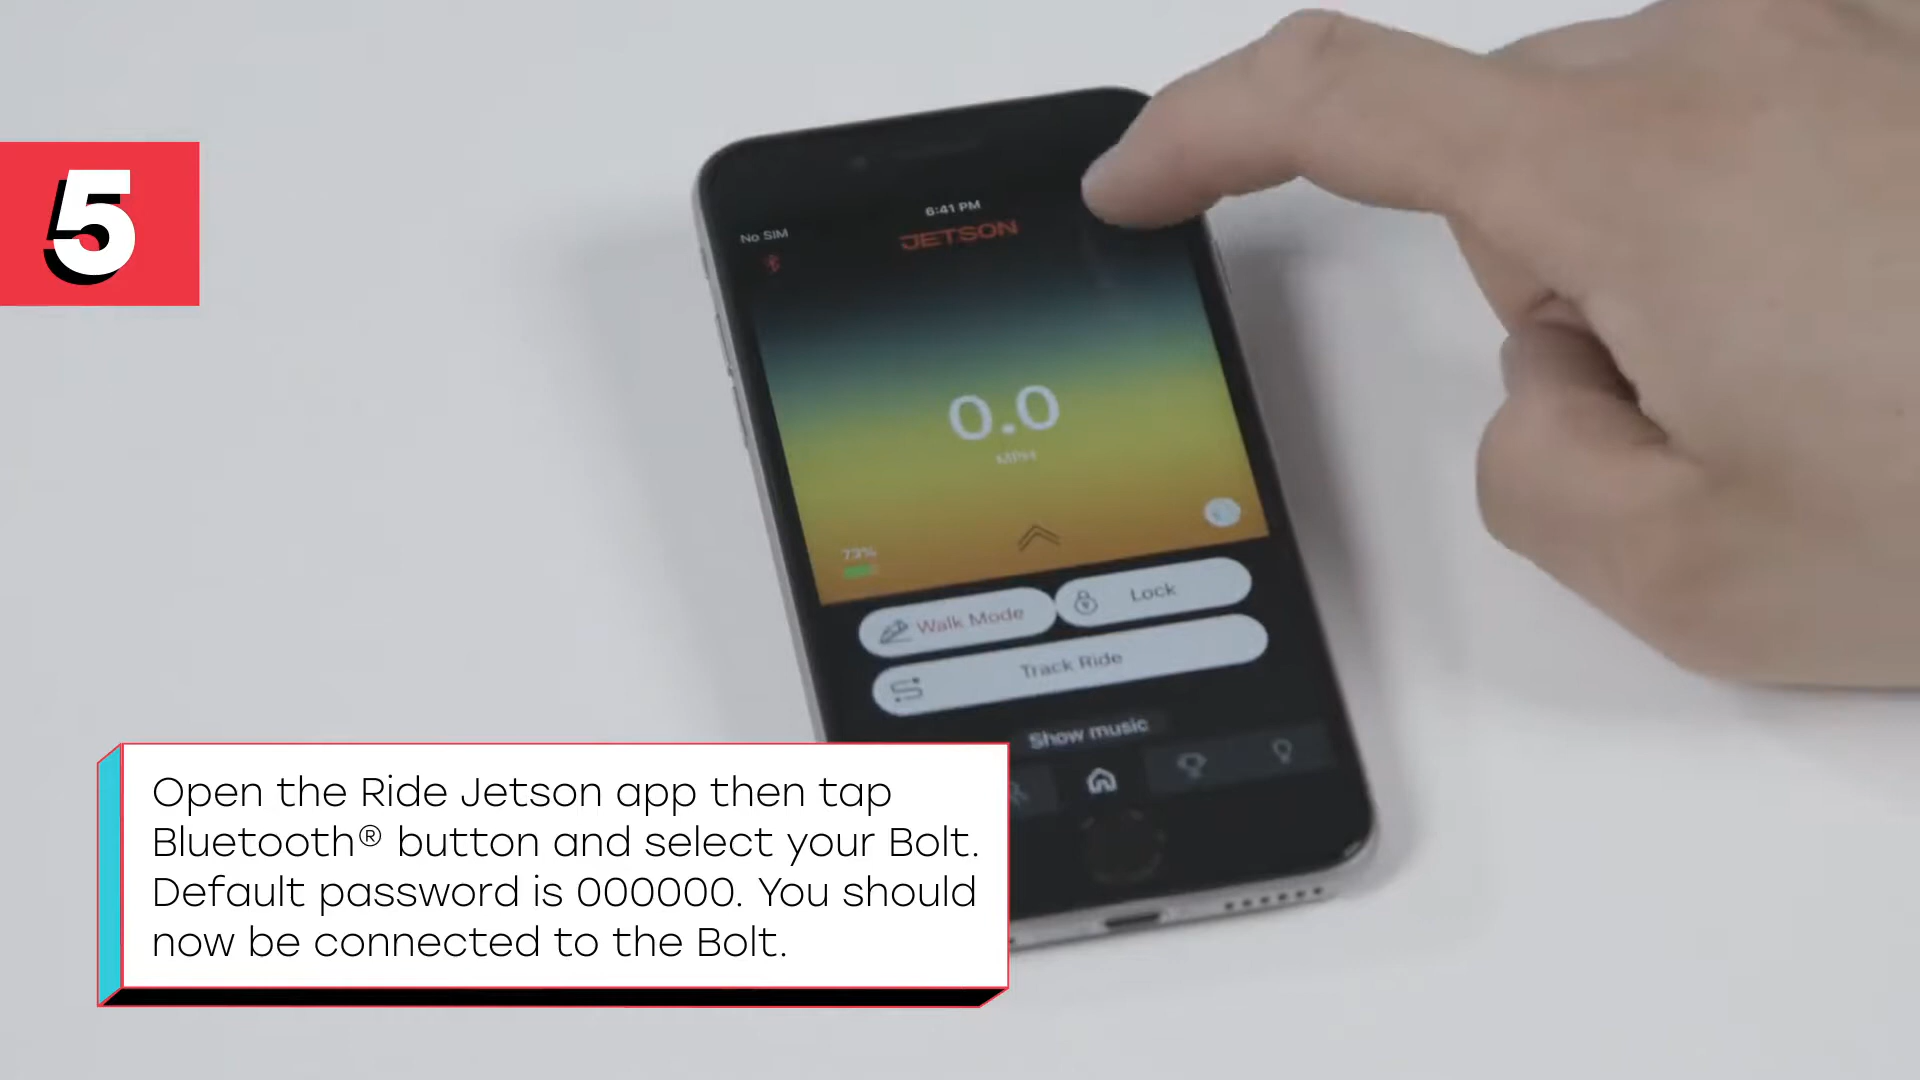 5
6:41 PM
No SIM
JETSON
0.0
MPH
73%
Walk Mode
Lock
Track Ride
Show music
Open the Ride Jetson app then tap
Bluetooth® button and select your Bolt.
Default password is 000000. You should
now be connected to the Bolt.